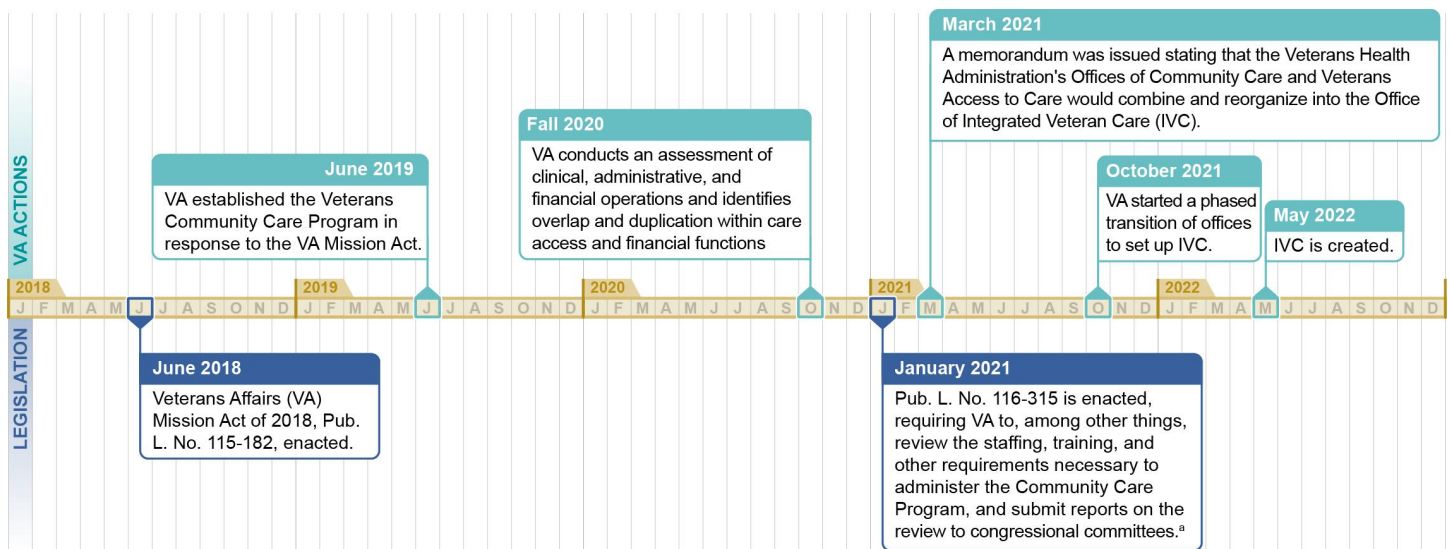 March 2021
A memorandum was issued stating that the Veterans Health
Administration's Offices of Community Care and Veterans
Access to Care would combine and reorganize into the Office
of Integrated Veteran Care (IVC).
Fall 2020
VA conducts an assessment of
clinical, administrative, and
financial operations and identifies
overlap and duplication within care
access and financial functions
June 2019
VA established the Veterans
Community Care Program in
response to the VA Mission Act.
October 2021
VA started a phased
transition of offices
to set up IVC.
May 2022
IVC is created.
VA ACTIONS
2018 2019 2020 2021 2022
J F M A M J J A S O N D J F M A M J J A S O N D J F M A M J J A S O N D J F M A M J J A S O N D J F M A M J J A S O N D
LEGISLATION
June 2018
Veterans Affairs (VA)
Mission Act of 2018, Pub.
L. No. 115-182, enacted.
January 2021
Pub. L. No. 116-315 is enacted,
requiring VA to, among other things,
review the staffing, training, and
other requirements necessary to
administer the Community Care
Program, and submit reports on the
review to congressional committees.ᵃ